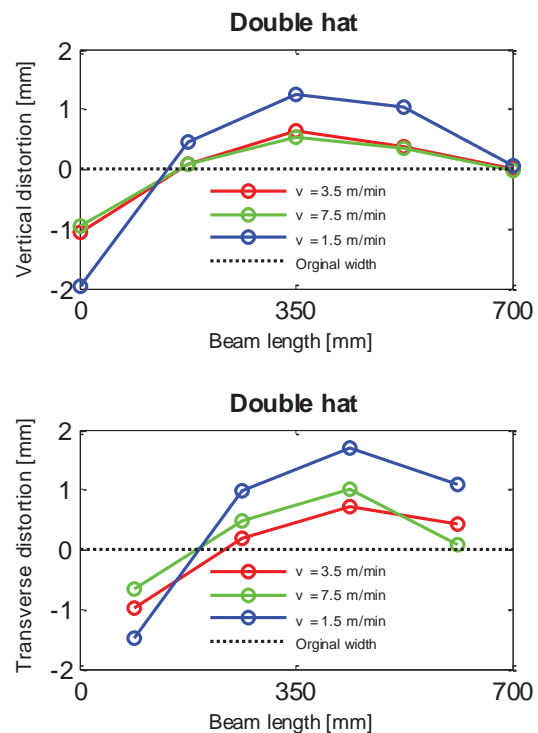 Double hat
2
1
0
-1
-2
Vertical distortion [mm]
v = 3.5 m/min
v = 7.5 m/min
v = 1.5 m/min
Orginal width
0 350 700
Beam length [mm]
Double hat
2
1
0
-1
-2
Transverse distortion [mm]
v = 3.5 m/min
v = 7.5 m/min
v = 1.5 m/min
Orginal width
0 350 700
Beam length [mm]